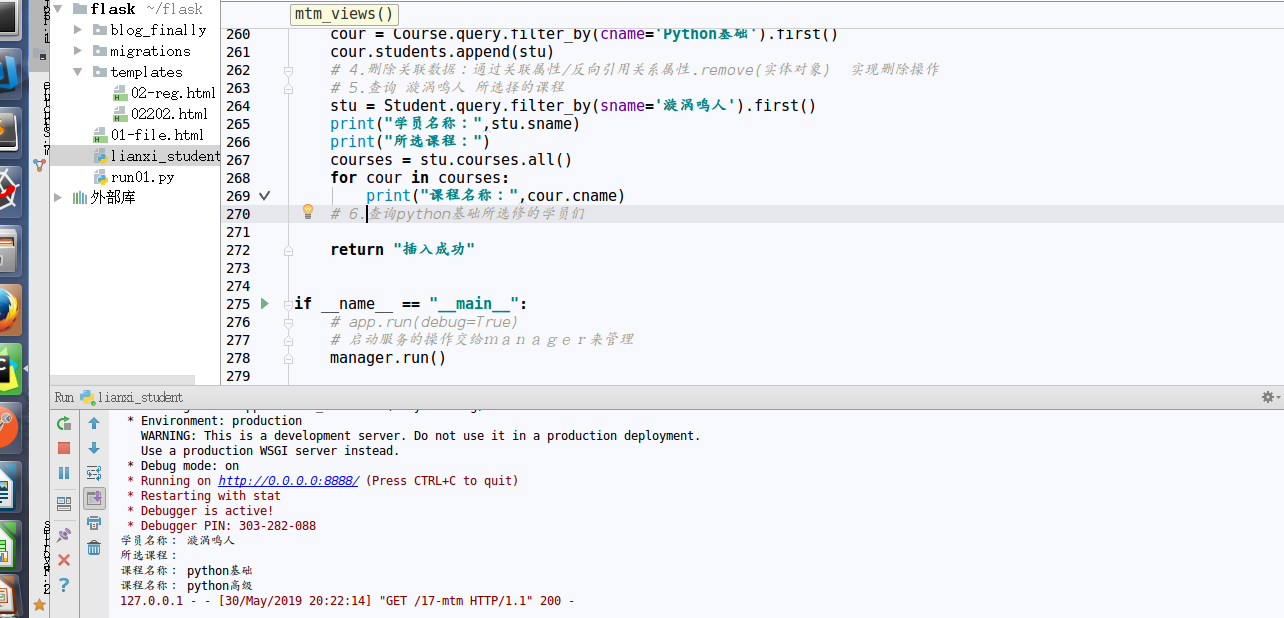 flask ~/flask
blog_finally
migrations
templates
02-reg.html
02202.html
01-file.html
lianxi_student
run01.py
外部库
mtm_views()
260 cour = Course.query.filter_by(cname='Python基础').first()
261 cour.students.append(stu)
262 # 4.删除关联数据：通过关联属性/反向引用关系属性.remove(实体对象) 实现删除操作
263 # 5.查询 漩涡鸣人 所选择的课程
264 stu = Student.query.filter_by(sname='漩涡鸣人').first()
265 print("学员名称：",stu.sname)
266 print("所选课程：")
267 courses = stu.courses.all()
268 for cour in courses:
269 print("课程名称：",cour.cname)
270 # 6.查询python基础所选修的学员们
271
272 return "插入成功"
273
274
275 if __name__ == "__main__":
276 # app.run(debug=True)
277 # 启动服务的操作交给ｍａｎａｇｅｒ来管理
278 manager.run()
279
Run lianxi_student
* Environment: production
WARNING: This is a development server. Do not use it in a production deployment.
Use a production WSGI server instead.
* Debug mode: on
* Running on http://0.0.0.0:8888/ (Press CTRL+C to quit)
* Restarting with stat
* Debugger is active!
* Debugger PIN: 303-282-088
学员名称： 漩涡鸣人
所选课程：
课程名称： python基础
课程名称： python高级
127.0.0.1 - - [30/May/2019 20:22:14] "GET /17-mtm HTTP/1.1" 200 -